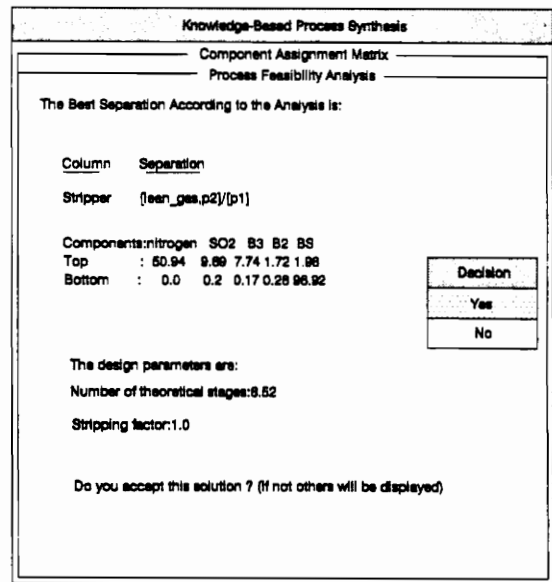 Knowledge-Based Process Synthesis
Component Assignment Matrix
Process Feasibility Analysis
The Best Separation According to the Analysis is:
Column Separation
Stripper {lean_gas,p2}/[p1]
Components:nitrogen SO2 B3 B2 BS
Top : 50.94 9.69 7.74 1.72 1.98
Bottom : 0.0 0.2 0.17 0.28 96.92
Decision
Yes
No
The design parameters are:
Number of theoretical stages:8.52
Stripping factor:1.0
Do you accept this solution ? (If not others will be displayed)